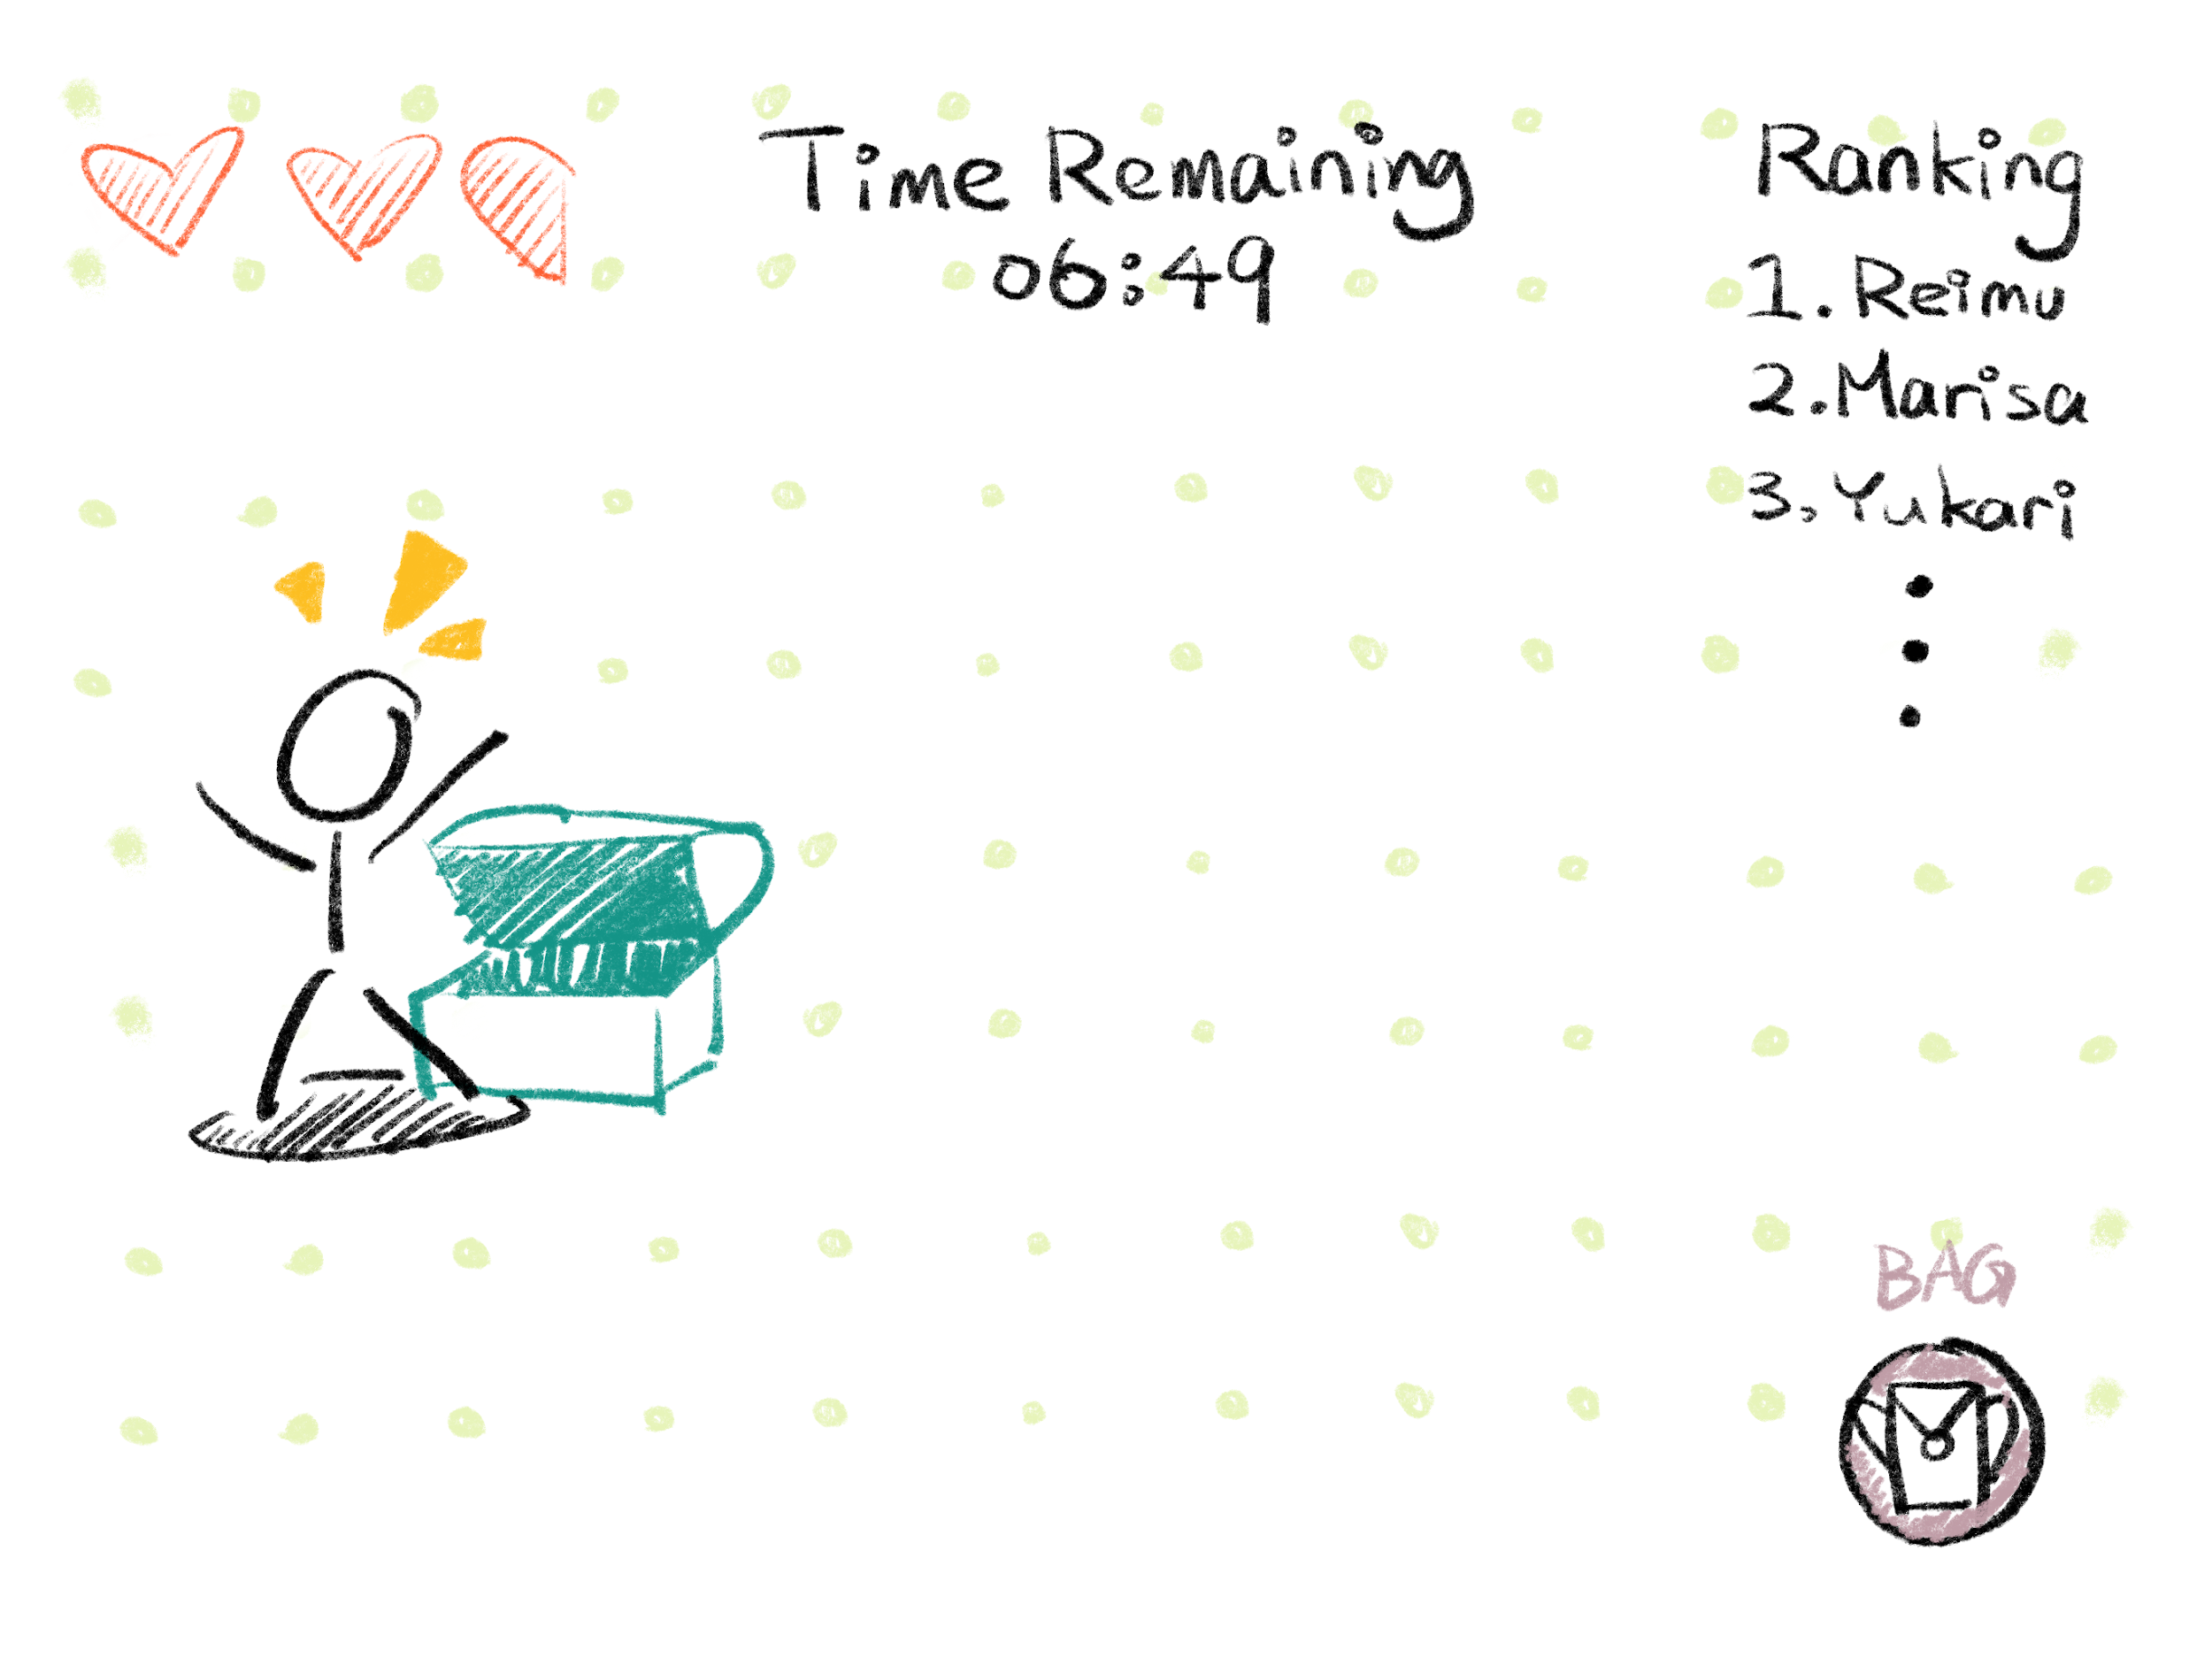 Time Remaining
06:49
Ranking
1. Reimu
2. Marisa
3. Yukari
BAG